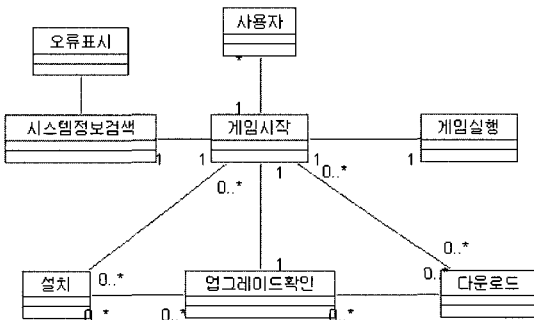 사용자
오류표시
*
1
시스템정보검색
게임시작
게임실행
1
1
1
1
1
0..*
0..*
0..*
0..*
1
0..
설치
업그레이드확인
다운로드
0..*
0..*
0..*